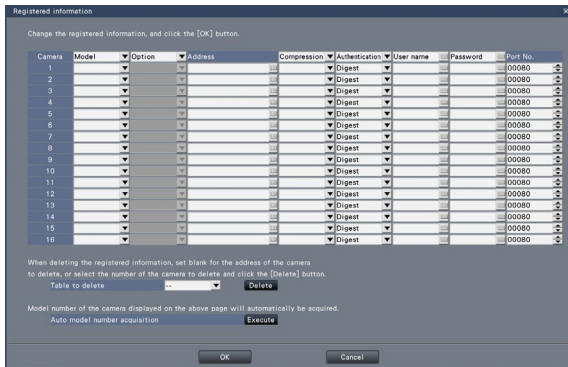 Registered information
Change the registered information, and click the [OK] button.
Camera Model Option Address Compression Authentication User name Password Port No.
1 Digest 00080
2 Digest 00080
3 Digest 00080
4 Digest 00080
5 Digest 00080
6 Digest 00080
7 Digest 00080
8 Digest 00080
9 Digest 00080
10 Digest 00080
11 Digest 00080
12 Digest 00080
13 Digest 00080
14 Digest 00080
15 Digest 00080
16 Digest 00080
When deleting the registered information, set blank for the address of the camera
to delete, or select the number of the camera to delete and click the [Delete] button.
Table to delete -- Delete
Model number of the camera displayed on the above page will automatically be acquired.
Auto model number acquisition Execute
OK Cancel